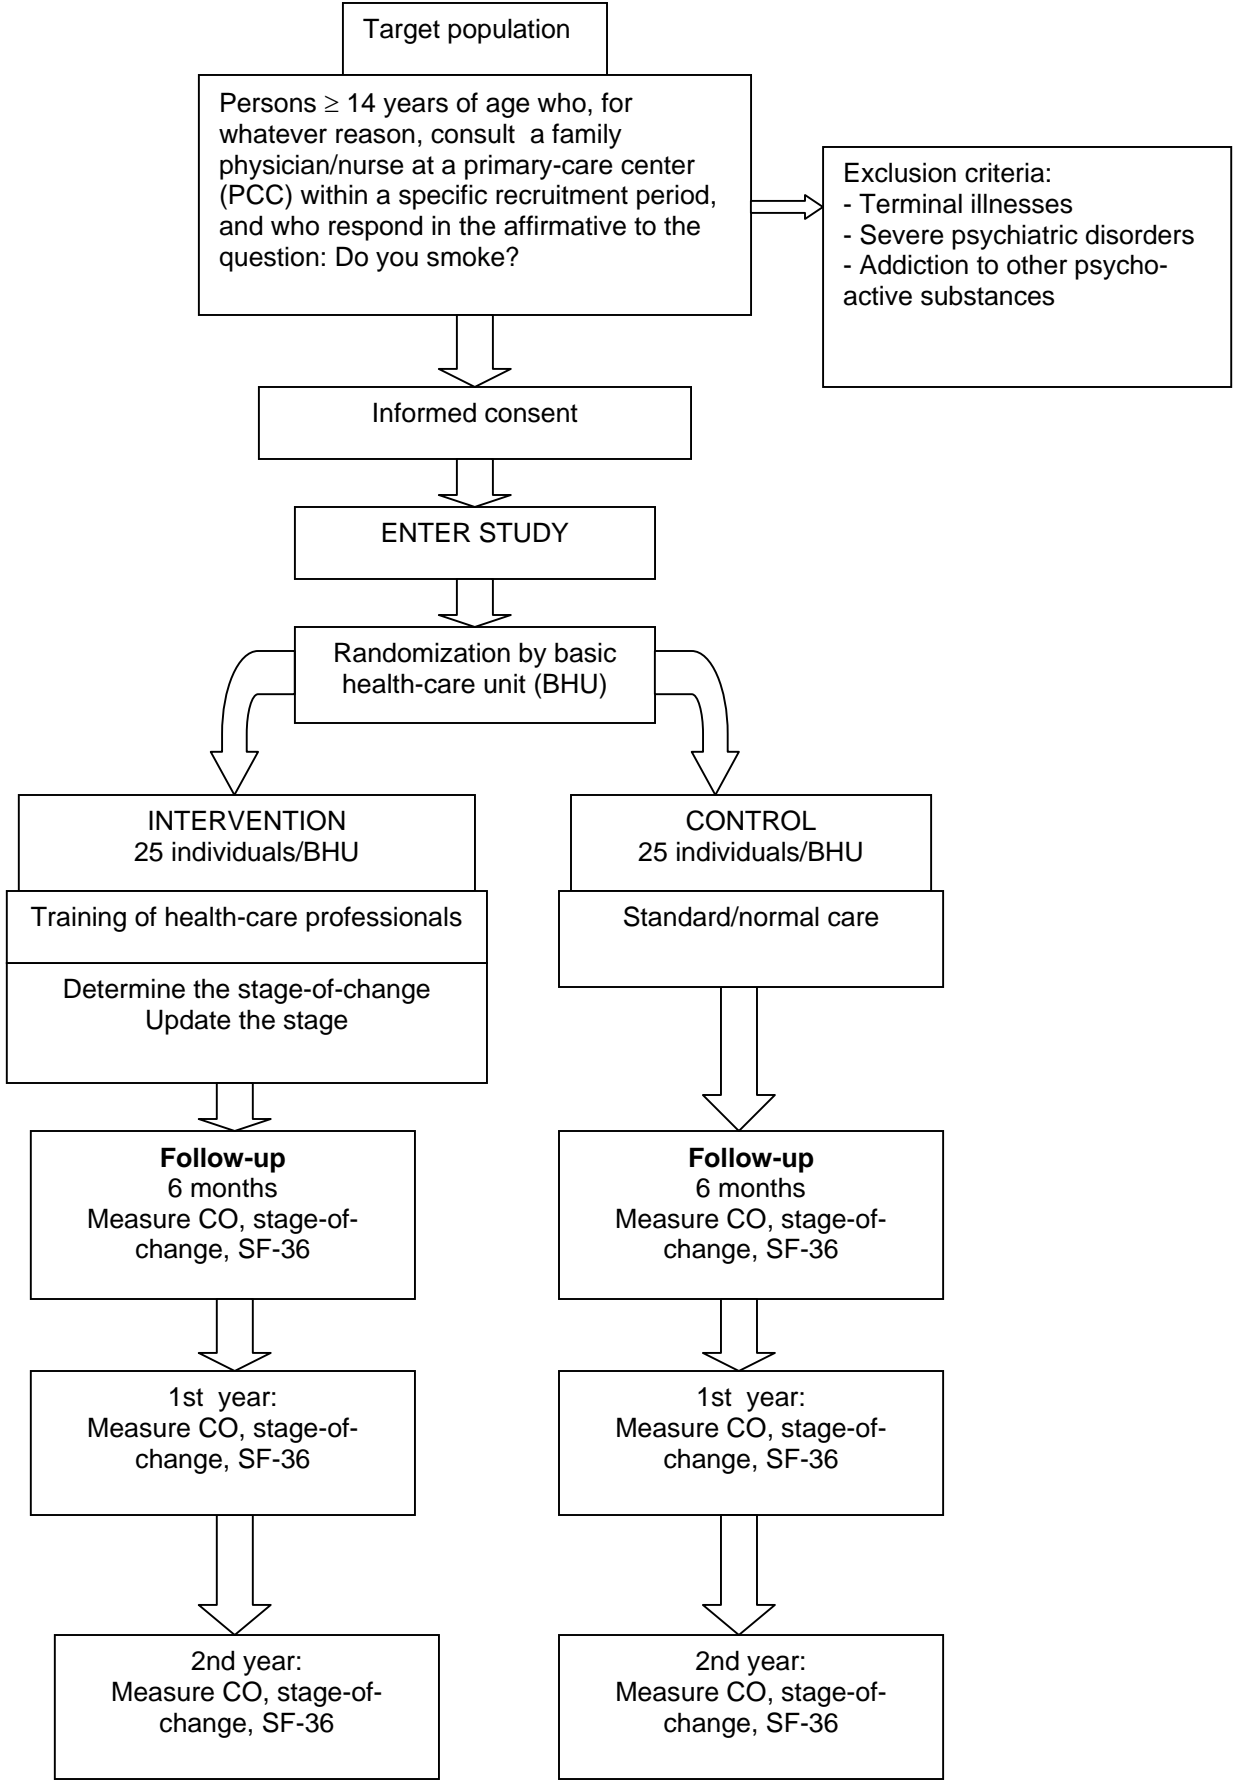 Target population
Persons ≥ 14 years of age who, for
whatever reason, consult a family
physician/nurse at a primary-care center
(PCC) within a specific recruitment period,
and who respond in the affirmative to the
question: Do you smoke?
Exclusion criteria:
- Terminal illnesses
- Severe psychiatric disorders
- Addiction to other psycho-
active substances
Informed consent
ENTER STUDY
Randomization by basic
health-care unit (BHU)
INTERVENTION
25 individuals/BHU
Training of health-care professionals
Determine the stage-of-change
Update the stage
CONTROL
25 individuals/BHU
Standard/normal care
Follow-up
6 months
Measure CO, stage-of-
change, SF-36
Follow-up
6 months
Measure CO, stage-of-
change, SF-36
1st year:
Measure CO, stage-of-
change, SF-36
1st year:
Measure CO, stage-of-
change, SF-36
2nd year:
Measure CO, stage-of-
change, SF-36
2nd year:
Measure CO, stage-of-
change, SF-36